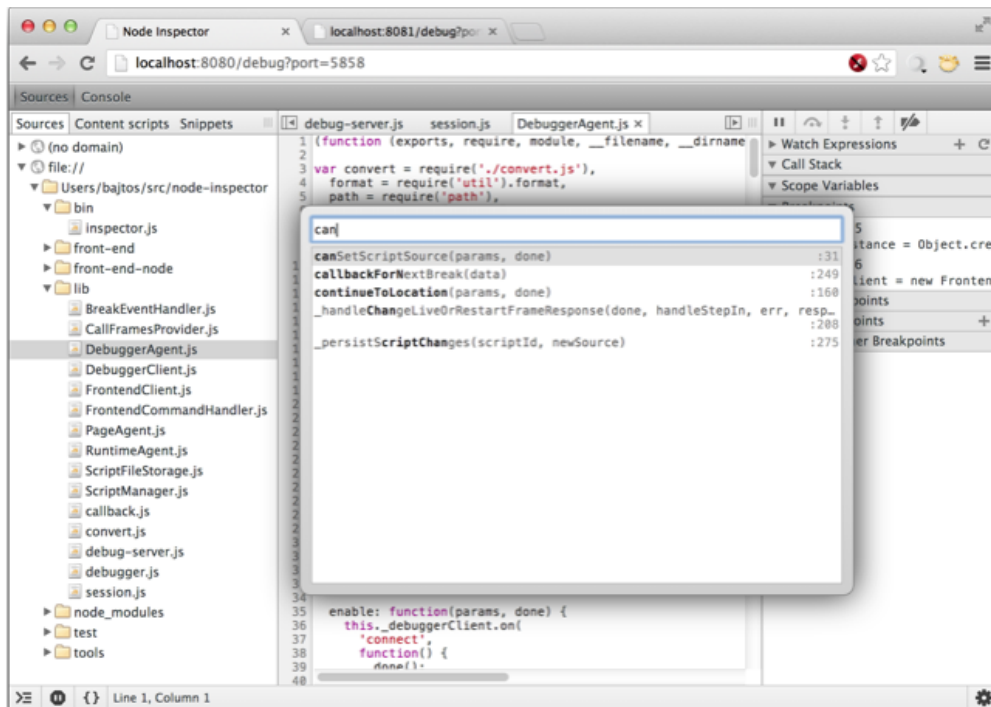 Node Inspector
localhost:8081/debug?por
localhost:8080/debug?port=5858
Sources Console
Sources Content scripts Snippets
(no domain)
file://
Users/bajtos/src/node-inspector
bin
inspector.js
front-end
front-end-node
lib
BreakEventHandler.js
CallFramesProvider.js
DebuggerAgent.js
DebuggerClient.js
FrontendClient.js
FrontendCommandHandler.js
PageAgent.js
RuntimeAgent.js
ScriptFileStorage.js
ScriptManager.js
callback.js
convert.js
debug-server.js
debugger.js
session.js
node_modules
test
tools
debug-server.js session.js DebuggerAgent.js ×
1 (function (exports, require, module, __filename, __dirname
2
3 var convert = require('./convert.js'),
4 format = require('util').format,
5 path = require('path'),
can
canSetScriptSource(params, done) :31
callbackForNextBreak(data) :249
continueToLocation(params, done) :160
_handleChangeLiveOrRestartFrameResponse(done, handleStepIn, err, resp…
:208
_persistScriptChanges(scriptId, newSource) :275
34
35 enable: function(params, done) {
36 this._debuggerClient.on(
37 'connect',
38 function() {
39 done();
40
Watch Expressions + C
Call Stack
Scope Variables
Breakpoints
5
stance = Object.cre
6
lient = new Fronten
points
oints +
er Breakpoints
{ } Line 1, Column 1